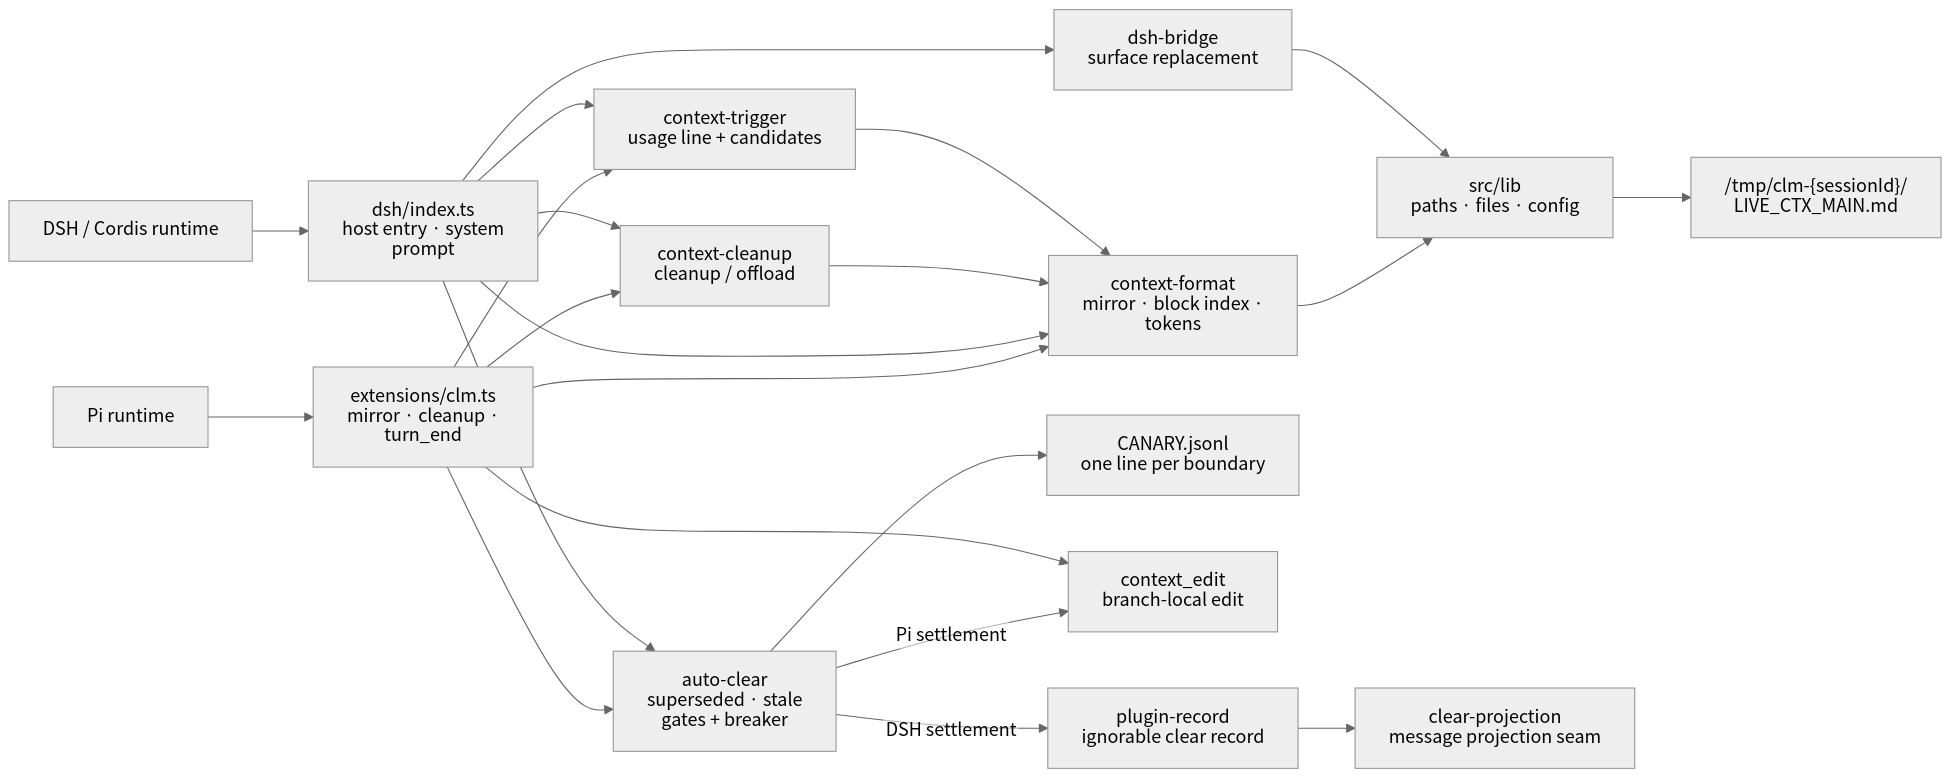 DSH / Cordis runtime
Pi runtime
dsh/index.ts
host entry · system
prompt
extensions/clm.ts
mirror · cleanup ·
turn_end
context-trigger
usage line + candidates
context-cleanup
cleanup / offload
auto-clear
superseded · stale
gates + breaker
Pi settlement
DSH settlement
dsh-bridge
surface replacement
context-format
mirror · block index ·
tokens
CANARY.jsonl
one line per boundary
context_edit
branch-local edit
plugin-record
ignorable clear record
src/lib
paths · files · config
clear-projection
message projection seam
/tmp/clm-{sessionId}/
LIVE_CTX_MAIN.md